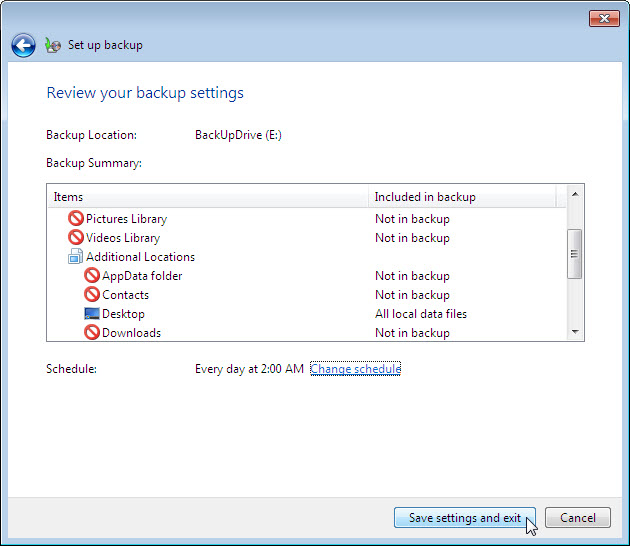 Set up backup
Review your backup settings
Backup Location: BackUpDrive (E:)
Backup Summary:
Items Included in backup
Pictures Library Not in backup
Videos Library Not in backup
Additional Locations
AppData folder Not in backup
Contacts Not in backup
Desktop All local data files
Downloads Not in backup
Schedule: Every day at 2:00 AM Change schedule
Save settings and exit Cancel